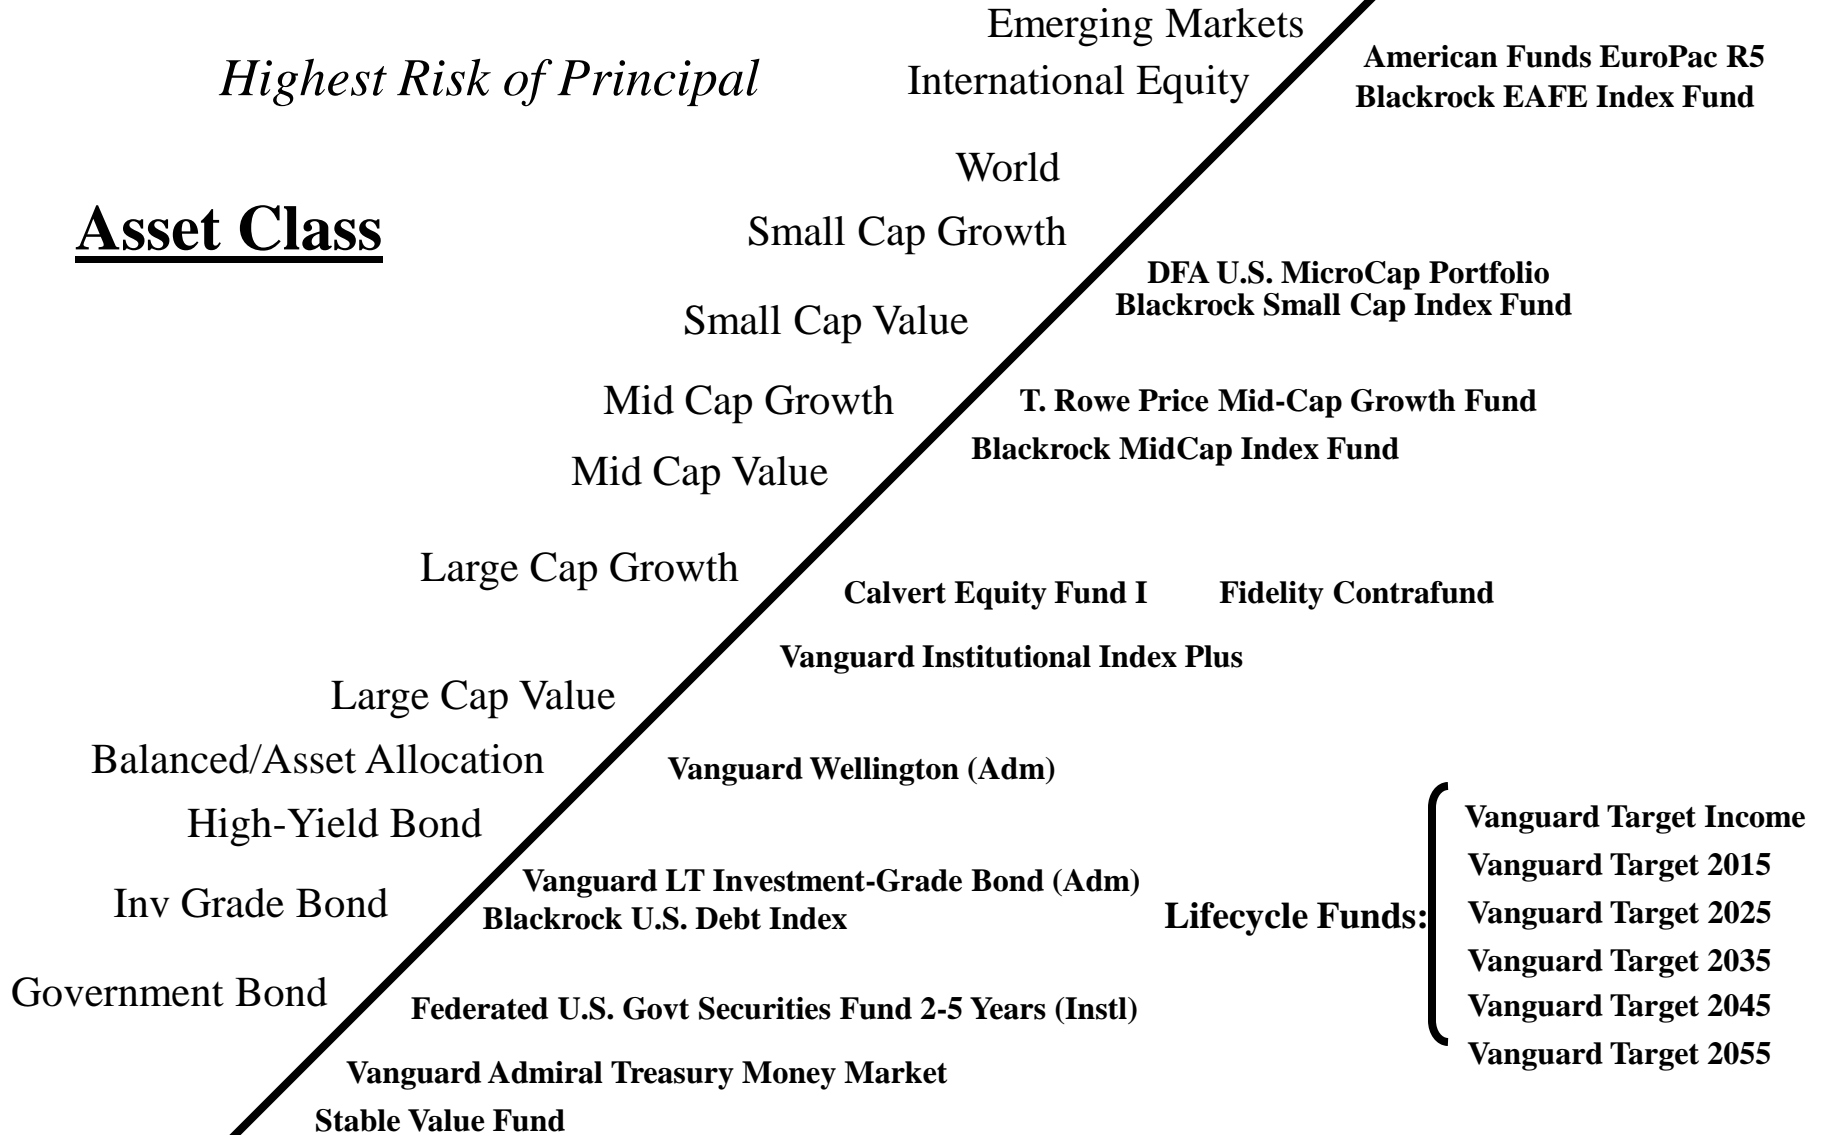 Emerging Markets
Highest Risk of Principal
International Equity
American Funds EuroPac R5
Blackrock EAFE Index Fund
World
Asset Class
Small Cap Growth
DFA U.S. MicroCap Portfolio
Blackrock Small Cap Index Fund
Small Cap Value
Mid Cap Growth
T. Rowe Price Mid-Cap Growth Fund
Blackrock MidCap Index Fund
Mid Cap Value
Large Cap Growth
Calvert Equity Fund I
Fidelity Contrafund
Vanguard Institutional Index Plus
Large Cap Value
Balanced/Asset Allocation
Vanguard Wellington (Adm)
High-Yield Bond
Vanguard LT Investment-Grade Bond (Adm)
Inv Grade Bond
Blackrock U.S. Debt Index
Government Bond
Federated U.S. Govt Securities Fund 2-5 Years (Instl)
Vanguard Admiral Treasury Money Market
Stable Value Fund
Lifecycle Funds:
Vanguard Target Income
Vanguard Target 2015
Vanguard Target 2025
Vanguard Target 2035
Vanguard Target 2045
Vanguard Target 2055